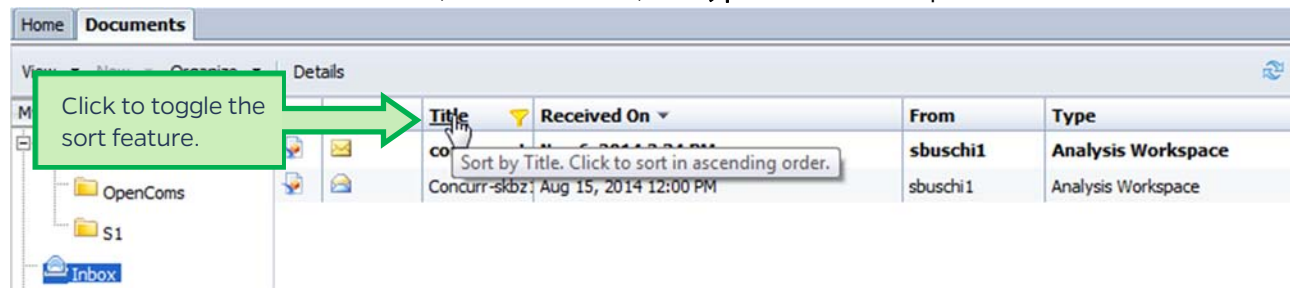 Home Documents
Details
Click to toggle the
sort feature.
Title Received On From Type
Sort by Title. Click to sort in ascending order.
sbuschi1 Analysis Workspace
OpenComs
Concurr-skbz1 Aug 15, 2014 12:00 PM sbuschi1 Analysis Workspace
S1
Inbox